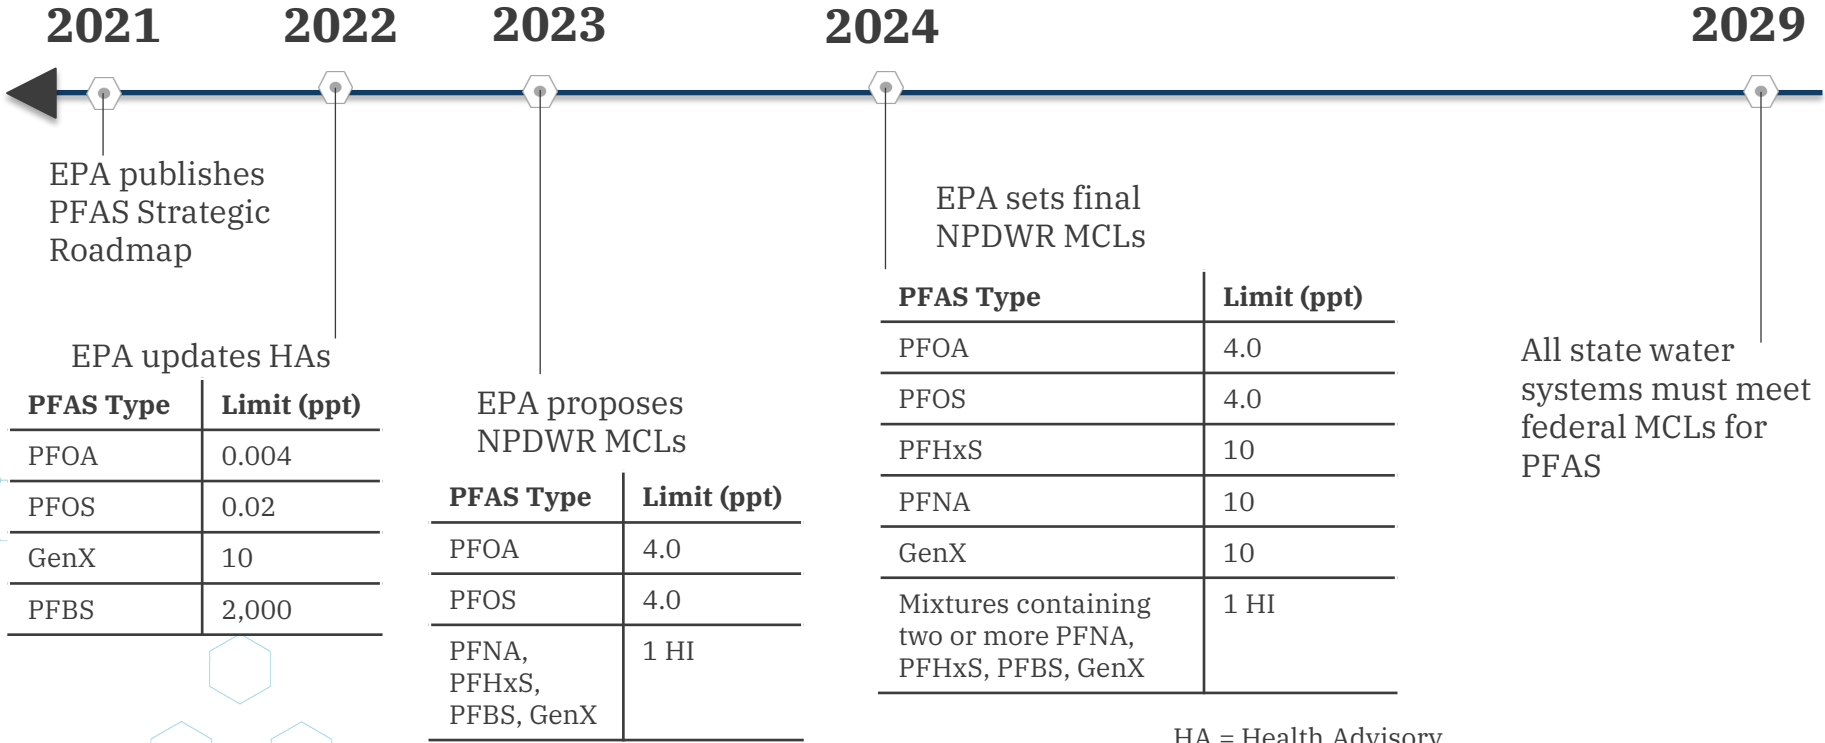 2021
2022
2023
2024
2029
EPA publishes
PFAS Strategic
Roadmap
EPA updates HAs
PFAS Type Limit (ppt)
PFOA 0.004
PFOS 0.02
GenX 10
PFBS 2,000
EPA proposes
NPDWR MCLs
PFAS Type Limit (ppt)
PFOA 4.0
PFOS 4.0
PFNA, 1 HI
PFHxS,
PFBS, GenX
EPA sets final
NPDWR MCLs
PFAS Type Limit (ppt)
PFOA 4.0
PFOS 4.0
PFHxS 10
PFNA 10
GenX 10
Mixtures containing 1 HI
two or more PFNA,
PFHxS, PFBS, GenX
All state water
systems must meet
federal MCLs for
PFAS
HA = Health Advisory